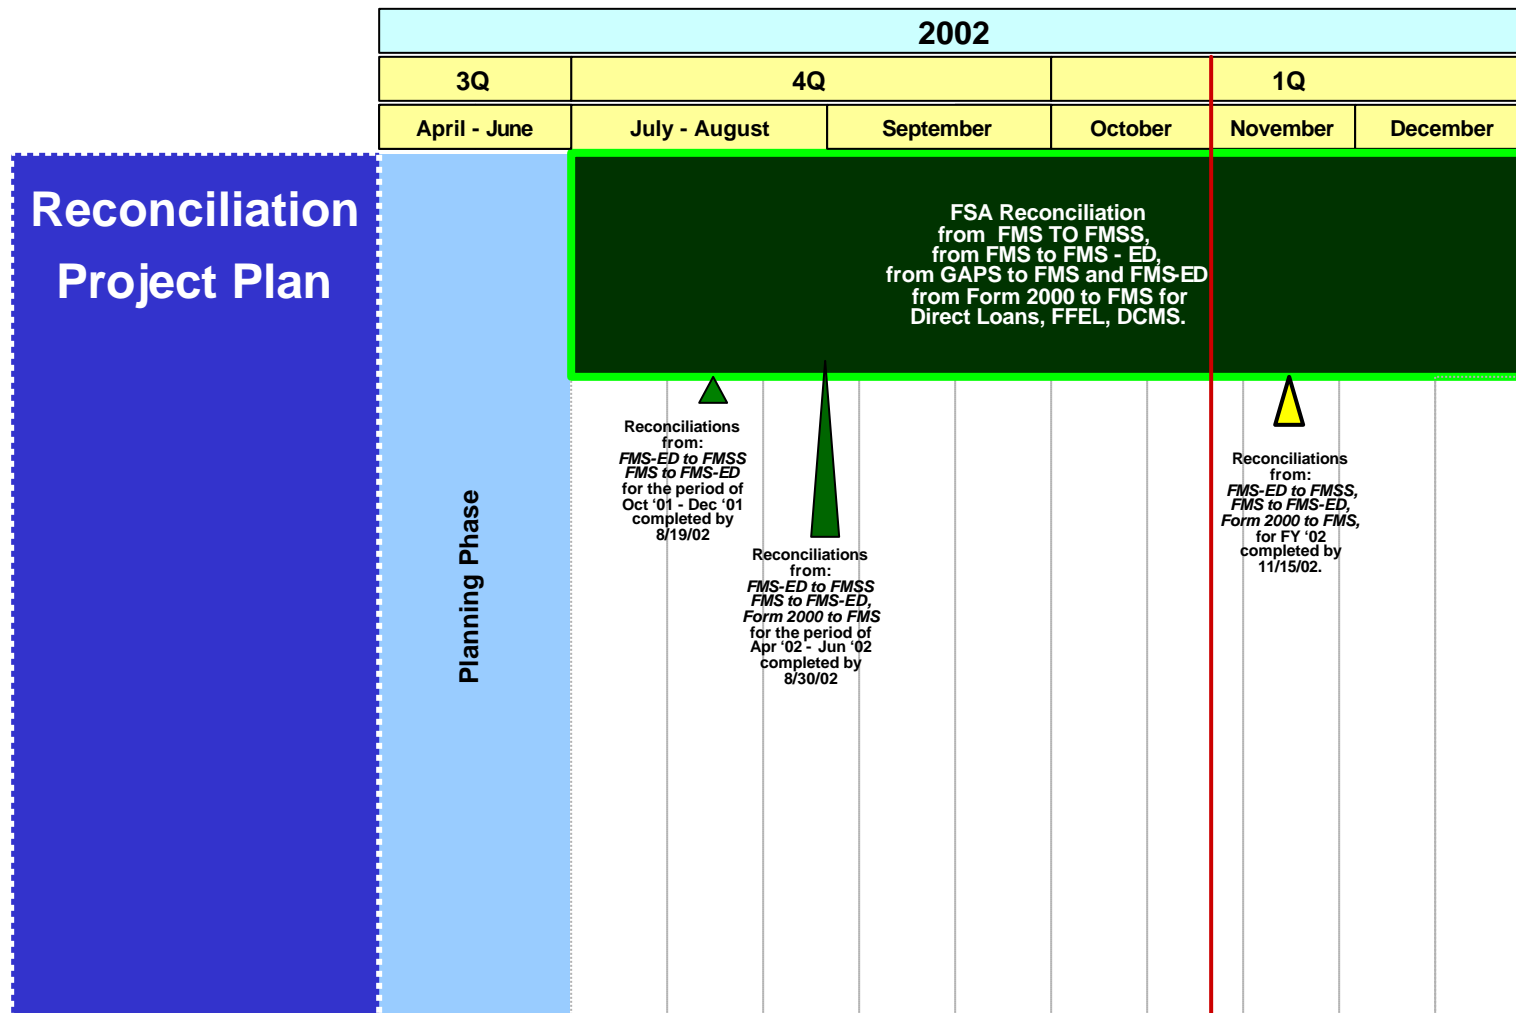 2002
3Q
4Q
1Q
April - June
July - August
September
October
November
December
Reconciliation
Project Plan
FSA Reconciliation
from FMS TO FMSS,
from FMS to FMS - ED,
from GAPS to FMS and FMS-ED
from Form 2000 to FMS for
Direct Loans, FFEL, DCMS.
Planning Phase
Reconciliations
from:
FMS-ED to FMSS
FMS to FMS-ED
for the period of
Oct ‘01 - Dec ‘01
completed by
8/19/02
Reconciliations
from:
FMS-ED to FMSS
FMS to FMS-ED,
Form 2000 to FMS
for the period of
Apr ‘02 - Jun ‘02
completed by
8/30/02
Reconciliations
from:
FMS-ED to FMSS,
FMS to FMS-ED,
Form 2000 to FMS,
for FY ‘02
completed by
11/15/02.